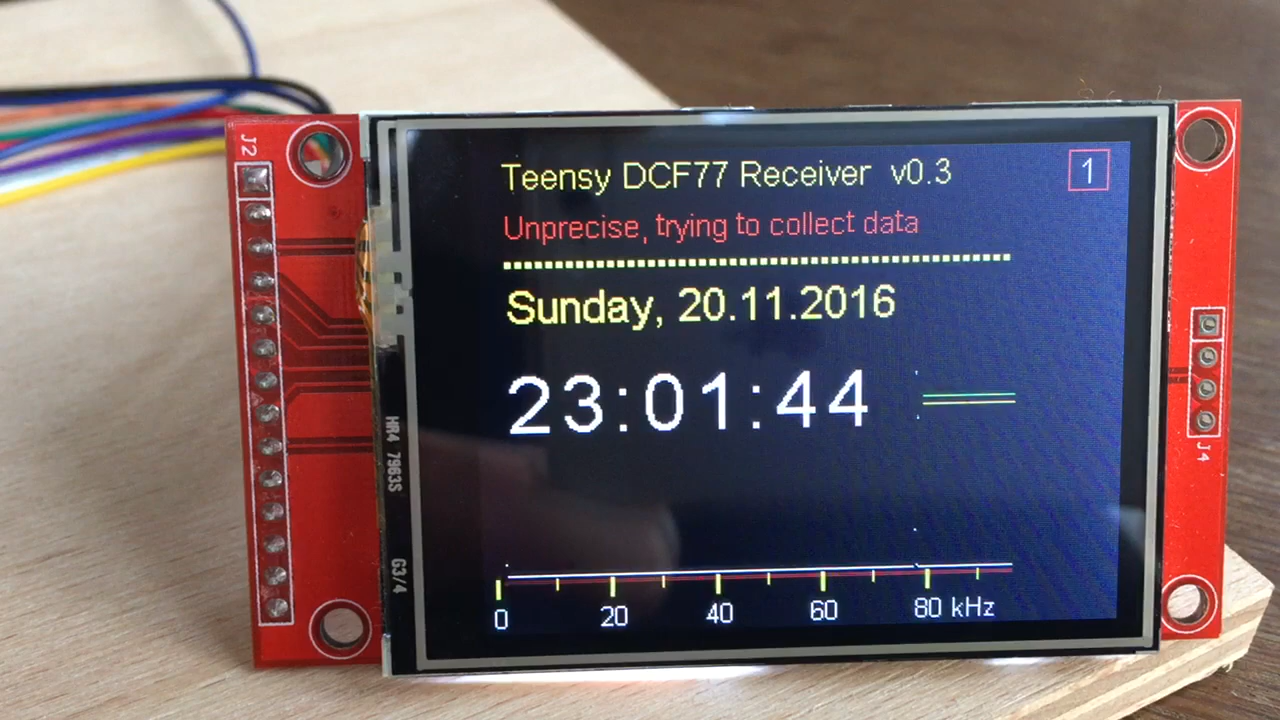 J2
Teensy DCF77 Receiver v0.3
1
Unprecise, trying to collect data
Sunday, 20.11.2016
23:01:44
0 20 40 60 80 kHz
HR4 7963S
G3/4
J4